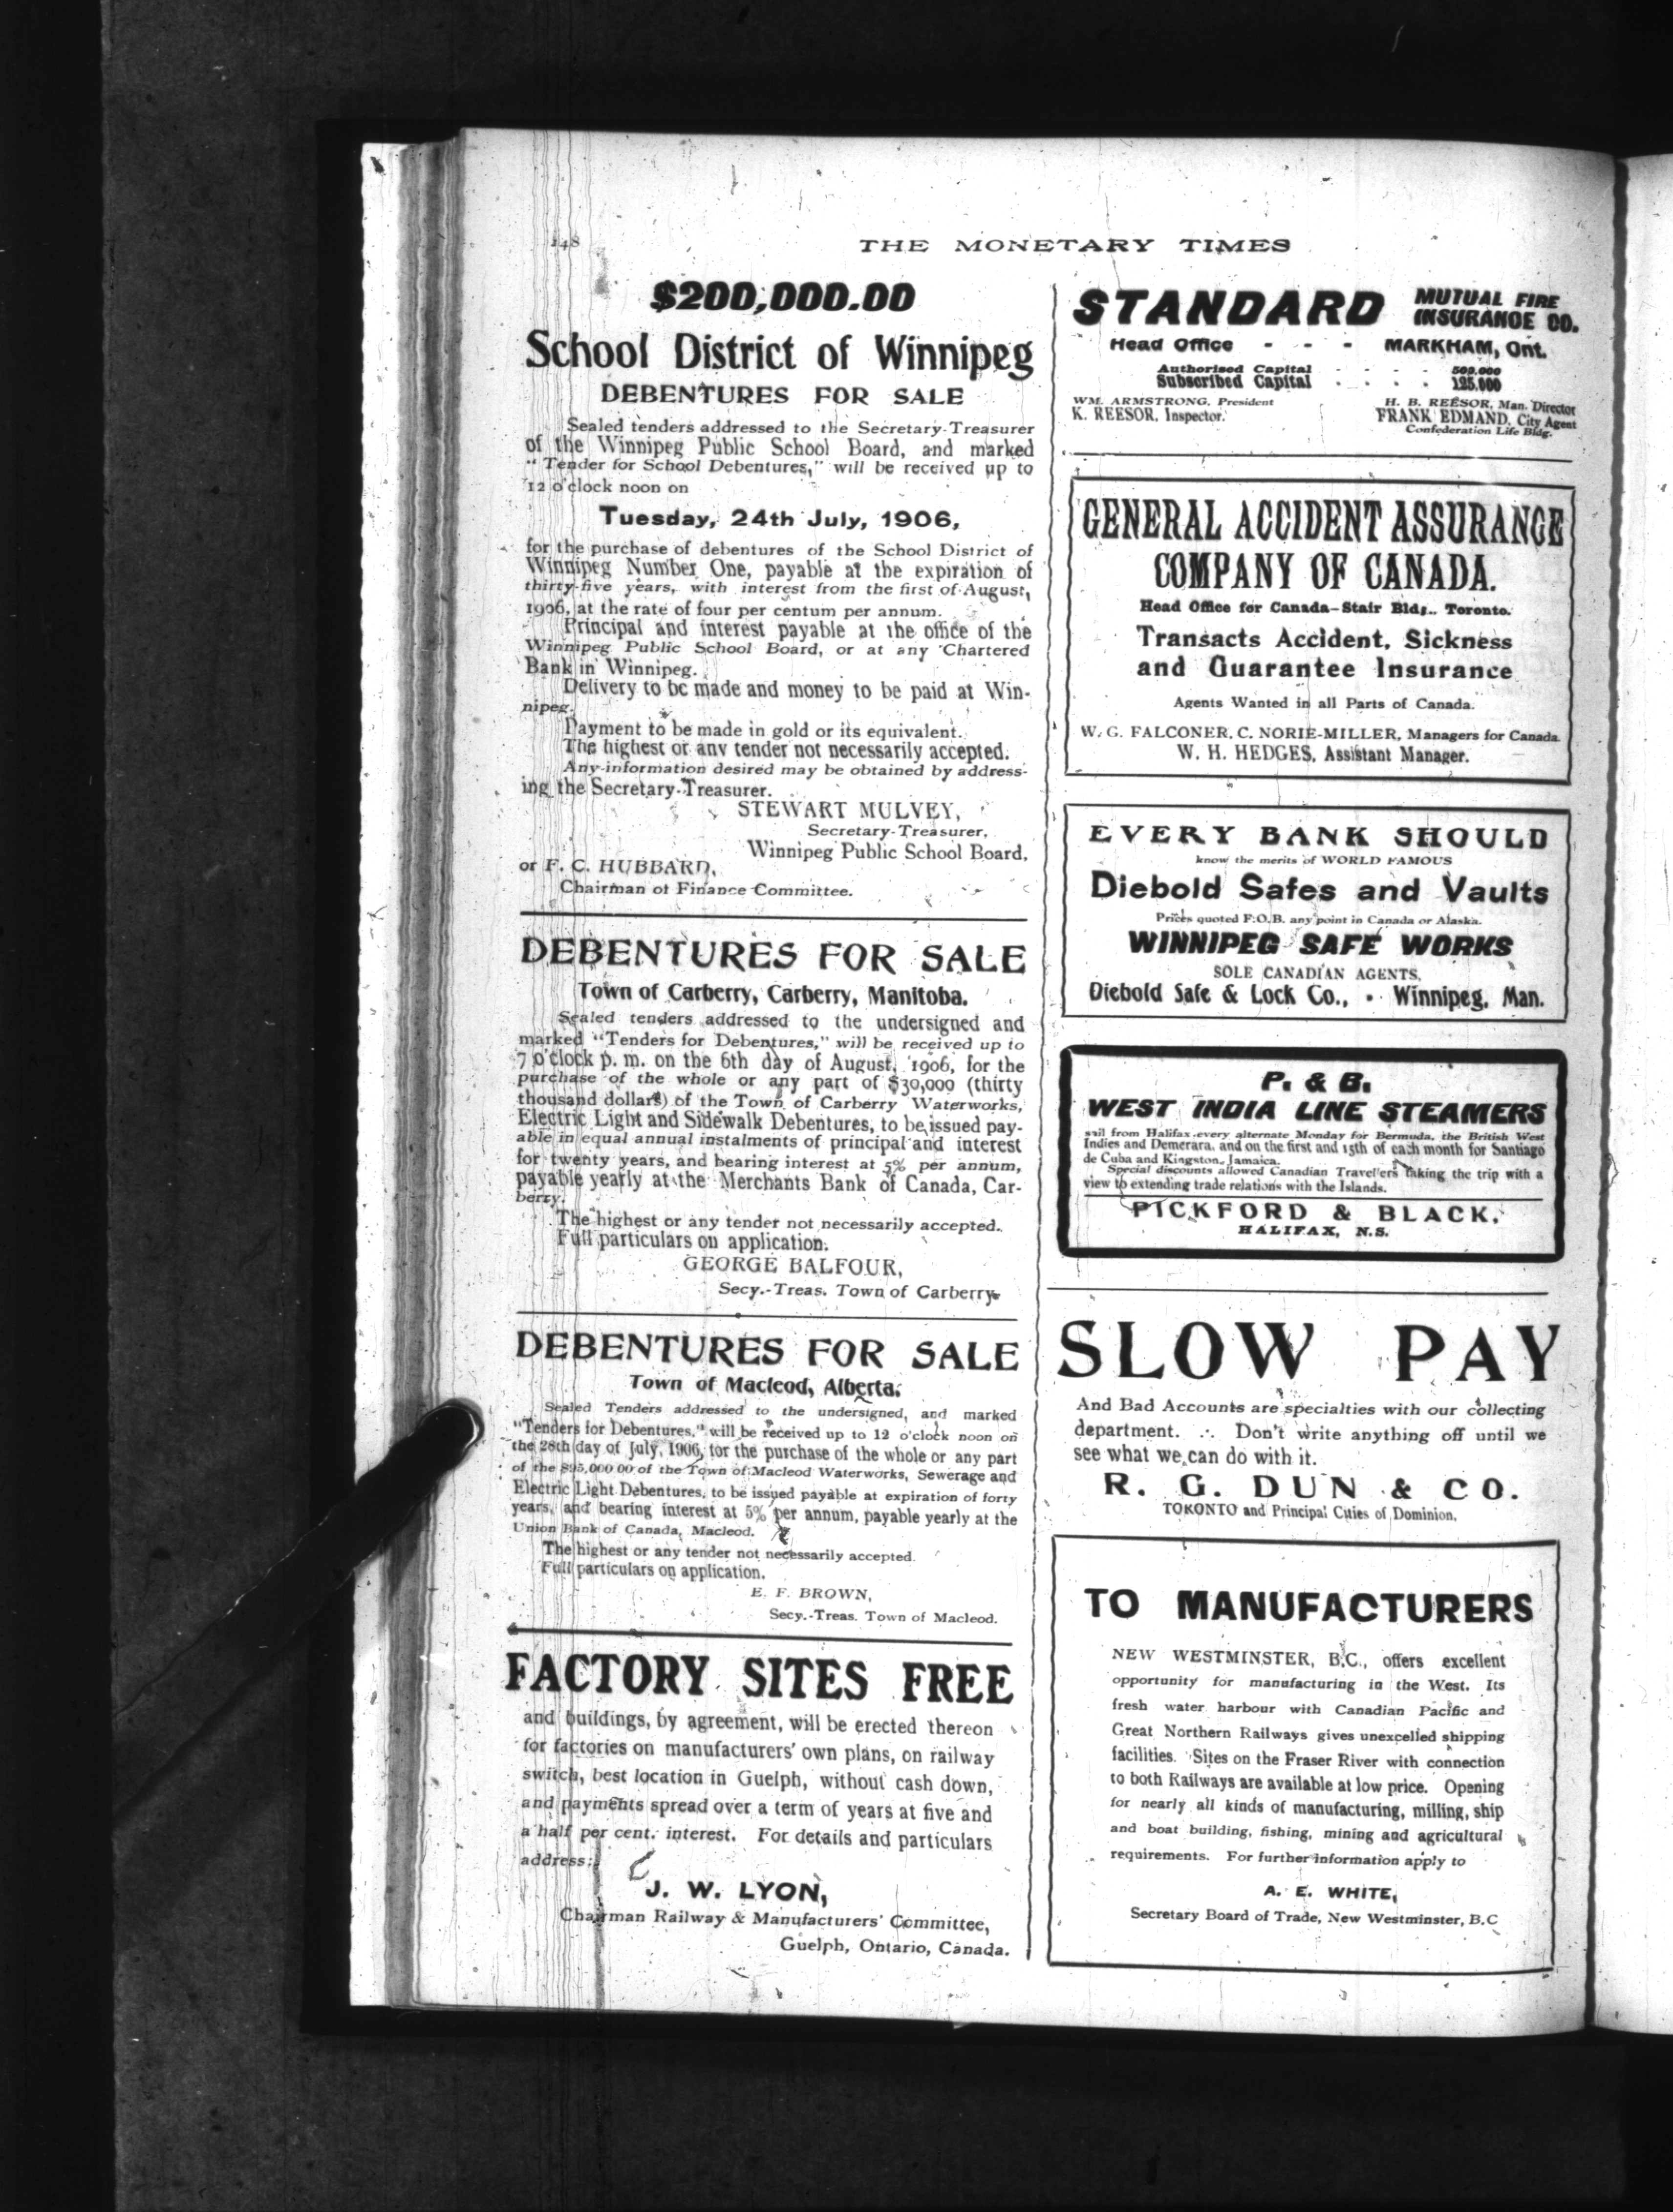 148
THE MONETARY TIMES
$200,000.00
School District of Winnipeg
DEBENTURES FOR SALE
Sealed tenders addressed to the Secretary-Treasurer
of the Winnipeg Public School Board, and marked
"Tender for School Debentures," will be received up to
12 o'clock noon on
Tuesday, 24th July, 1906,
for the purchase of debentures of the School District of
Winnipeg Number One, payable at the expiration of
thirty-five years, with interest from the first of August,
1906, at the rate of four per centum per annum.
Principal and interest payable at the office of the
Winnipeg Public School Board, or at any Chartered
Bank in Winnipeg.
Delivery to be made and money to be paid at Win-
nipeg.
Payment to be made in gold or its equivalent.
The highest or any tender not necessarily accepted.
Any information desired may be obtained by address-
ing the Secretary-Treasurer.
STEWART MULVEY,
Secretary-Treasurer,
Winnipeg Public School Board,
or F. C. HUBBARD,
Chairman of Finance Committee.
DEBENTURES FOR SALE
Town of Carberry, Carberry, Manitoba.
Sealed tenders addressed to the undersigned and
marked "Tenders for Debentures," will be received up to
7 o'clock p. m. on the 6th day of August, 1906, for the
purchase of the whole or any part of $30,000 (thirty
thousand dollars) of the Town of Carberry Waterworks,
Electric Light and Sidewalk Debentures, to be issued pay-
able in equal annual instalments of principal and interest
for twenty years, and bearing interest at 5% per annum,
payable yearly at the Merchants Bank of Canada, Car-
berry.
The highest or any tender not necessarily accepted.
Full particulars on application.
GEORGE BALFOUR,
Secy.-Treas. Town of Carberry.
DEBENTURES FOR SALE
Town of Macleod, Alberta.
Sealed Tenders addressed to the undersigned, and marked
"Tenders for Debentures," will be received up to 12 o'clock noon on
the 28th day of July, 1906, for the purchase of the whole or any part
of the $95,000 00 of the Town of Macleod Waterworks, Sewerage and
Electric Light Debentures, to be issued payable at expiration of forty
years, and bearing interest at 5% per annum, payable yearly at the
Union Bank of Canada, Macleod.
The highest or any tender not necessarily accepted.
Full particulars on application.
E. F. BROWN,
Secy.-Treas. Town of Macleod.
FACTORY SITES FREE
and buildings, by agreement, will be erected thereon
for factories on manufacturers' own plans, on railway
switch, best location in Guelph, without cash down,
and payments spread over a term of years at five and
a half per cent. interest. For details and particulars
address:
J. W. LYON,
Chairman Railway & Manufacturers' Committee,
Guelph, Ontario, Canada.
STANDARD MUTUAL FIRE
INSURANCE CO.
Head Office - - - MARKHAM, Ont.
Authorised Capital - - - - 500,000
Subscribed Capital - - - - 125,000
WM. ARMSTRONG, President
H. B. REESOR, Man. Director
K. REESOR, Inspector.
FRANK EDMAND, City Agent
Confederation Life Bldg.
GENERAL ACCIDENT ASSURANCE
COMPANY OF CANADA.
Head Office for Canada-Stair Bldg., Toronto.
Transacts Accident, Sickness
and Guarantee Insurance
Agents Wanted in all Parts of Canada.
W. G. FALCONER, C. NORIE-MILLER, Managers for Canada.
W. H. HEDGES, Assistant Manager.
EVERY BANK SHOULD
know the merits of WORLD FAMOUS
Diebold Safes and Vaults
Prices quoted F.O.B. any point in Canada or Alaska.
WINNIPEG SAFE WORKS
SOLE CANADIAN AGENTS,
Diebold Safe & Lock Co., - Winnipeg, Man.
P. & B.
WEST INDIA LINE STEAMERS
sail from Halifax every alternate Monday for Bermuda, the British West
Indies and Demerara, and on the first and 15th of each month for Santiago
de Cuba and Kingston, Jamaica.
Special discounts allowed Canadian Travellers taking the trip with a
view to extending trade relations with the Islands.
PICKFORD & BLACK,
HALIFAX, N.S.
SLOW PAY
And Bad Accounts are specialties with our collecting
department. .·. Don't write anything off until we
see what we can do with it.
R. G. DUN & CO.
TORONTO and Principal Cities of Dominion.
TO MANUFACTURERS
NEW WESTMINSTER, B.C., offers excellent
opportunity for manufacturing in the West. Its
fresh water harbour with Canadian Pacific and
Great Northern Railways gives unexcelled shipping
facilities. Sites on the Fraser River with connection
to both Railways are available at low price. Opening
for nearly all kinds of manufacturing, milling, ship
and boat building, fishing, mining and agricultural
requirements. For further information apply to
A. E. WHITE,
Secretary Board of Trade, New Westminster, B.C